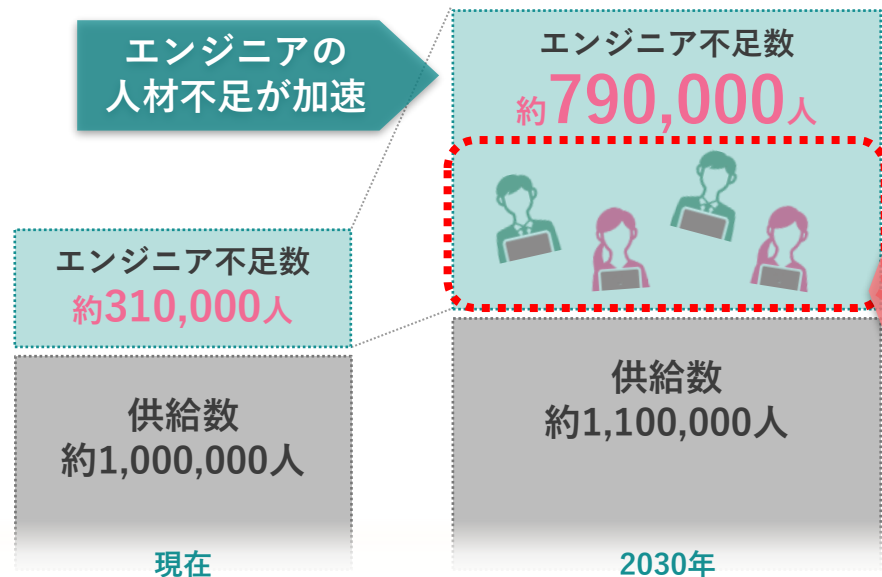 エンジニアの
人材不足が加速
エンジニア不足数
約790,000人
エンジニア不足数
約310,000人
供給数
約1,000,000人
供給数
約1,100,000人
現在
2030年